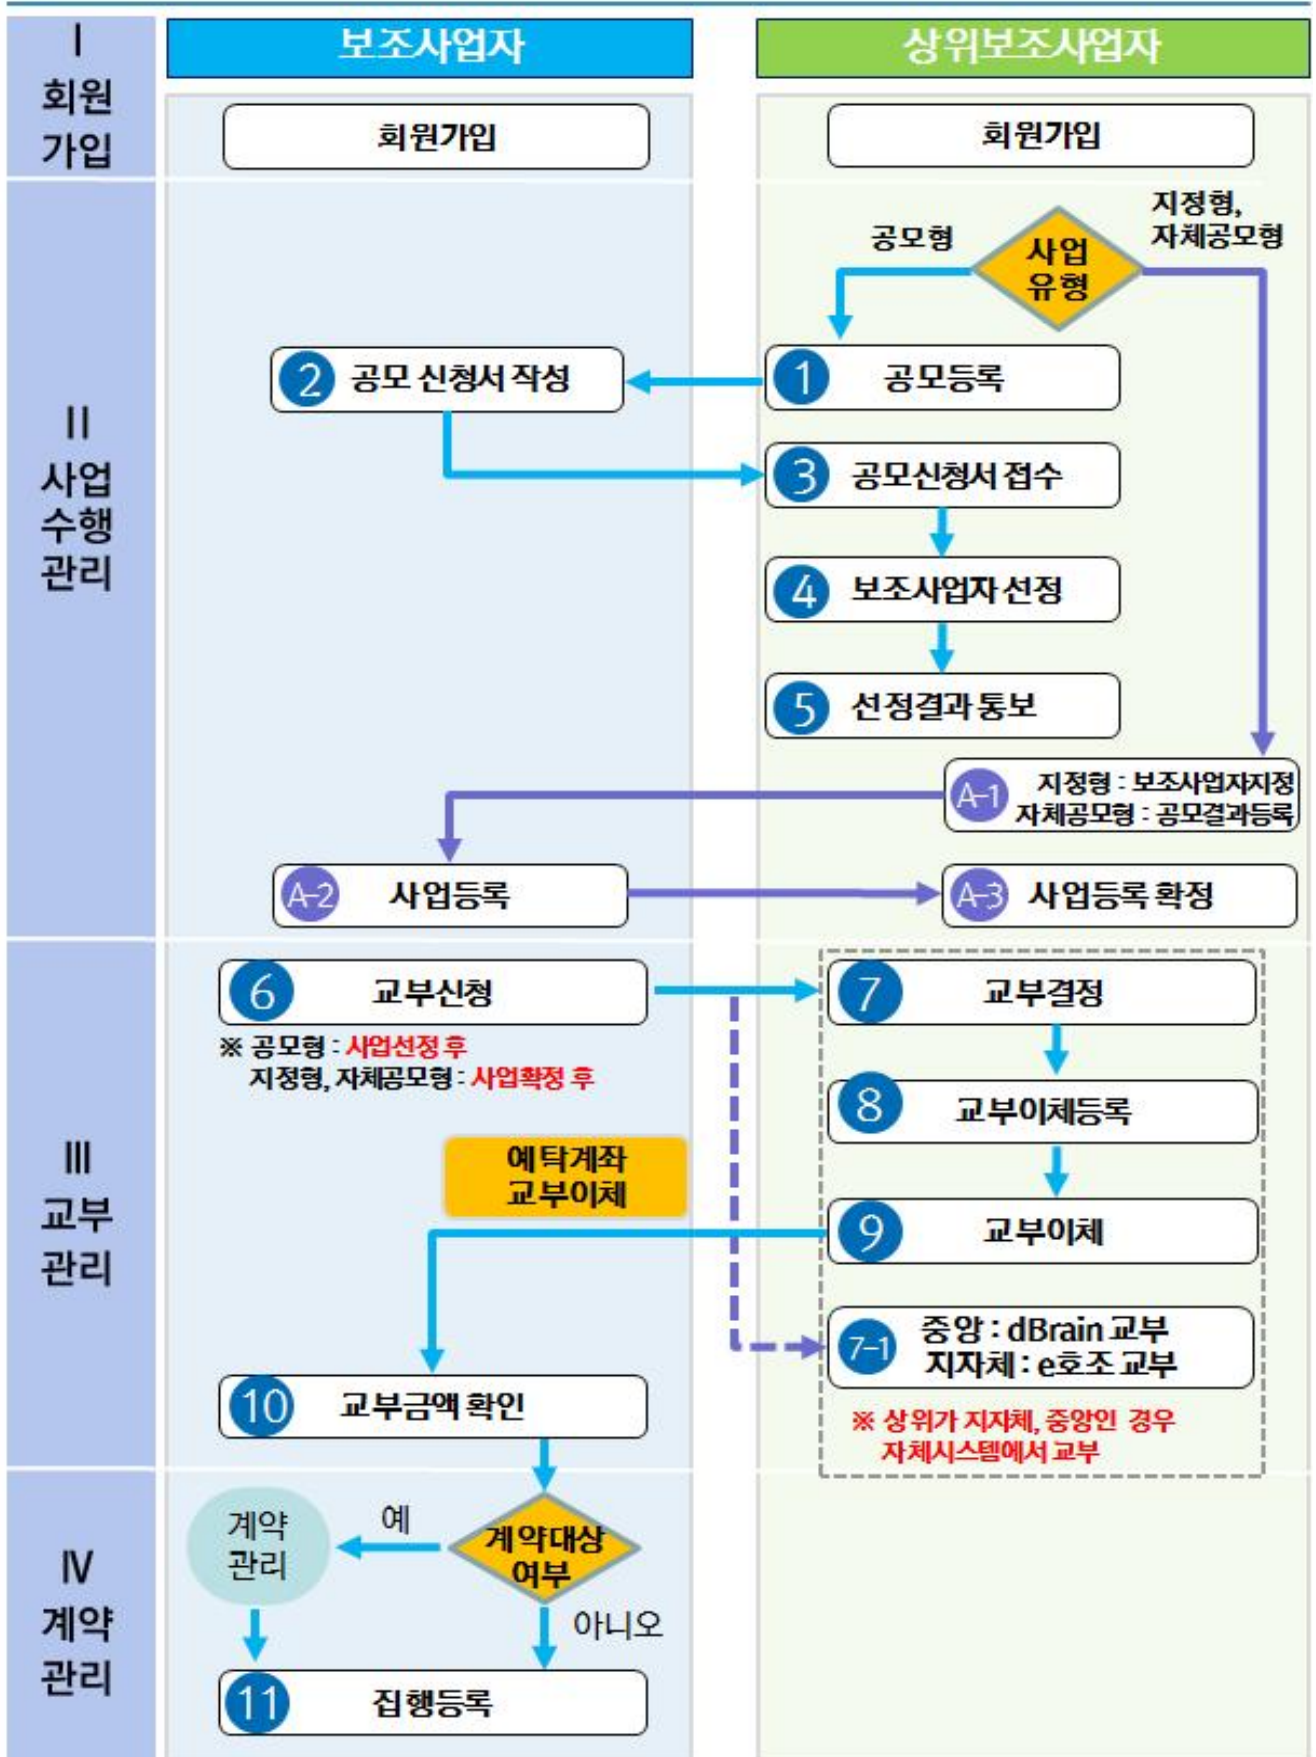 Ⅰ
회원
가입
보조사업자
상위보조사업자
회원가입
회원가입
Ⅱ
사업
수행
관리
사업
유형
공모형
지정형,
자체공모형
1 공모등록
2 공모 신청서 작성
3 공모신청서 접수
4 보조사업자 선정
5 선정결과 통보
A-1 지정형 : 보조사업자지정
자체공모형 : 공모결과등록
A-2 사업등록
A-3 사업등록 확정
Ⅲ
교부
관리
6 교부신청
※ 공모형 : 사업선정 후
지정형, 자체공모형 : 사업확정 후
7 교부결정
8 교부이체등록
예탁계좌
교부이체
9 교부이체
7-1 중앙 : dBrain 교부
지자체 : e호조 교부
※ 상위가 지자체, 중앙인 경우
자체시스템에서 교부
10 교부금액 확인
Ⅳ
계약
관리
계약대상
여부
예
계약
관리
아니오
11 집행등록